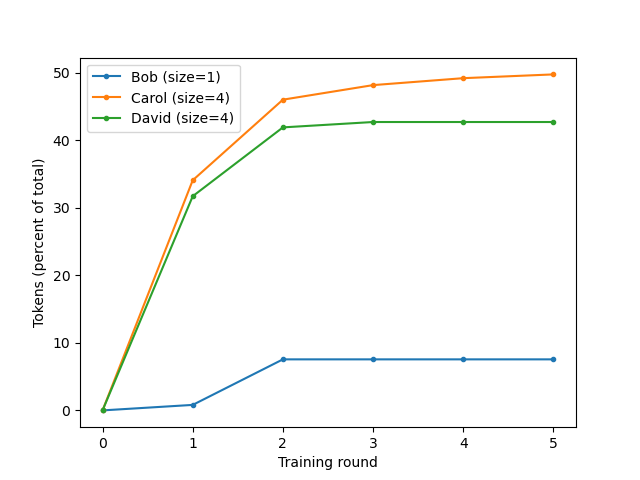 Bob (size=1)
Carol (size=4)
David (size=4)
Tokens (percent of total)
50
40
30
20
10
0
0 1 2 3 4 5
Training round